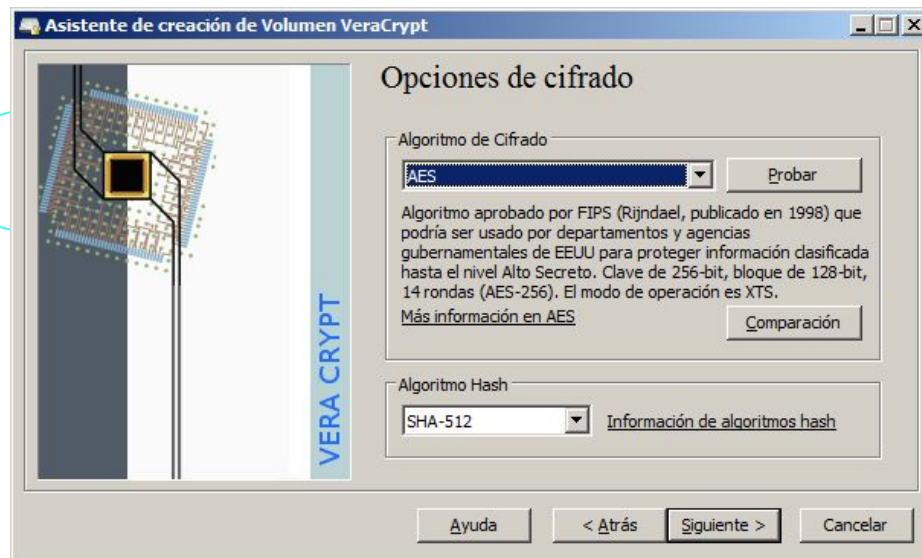 Asistente de creación de Volumen VeraCrypt
VERA CRYPT
Opciones de cifrado
Algoritmo de Cifrado
AES
Probar
Algoritmo aprobado por FIPS (Rijndael, publicado en 1998) que
podría ser usado por departamentos y agencias
gubernamentales de EEUU para proteger información clasificada
hasta el nivel Alto Secreto. Clave de 256-bit, bloque de 128-bit,
14 rondas (AES-256). El modo de operación es XTS.
Más información en AES
Comparación
Algoritmo Hash
SHA-512
Información de algoritmos hash
Ayuda
< Atrás
Siguiente >
Cancelar